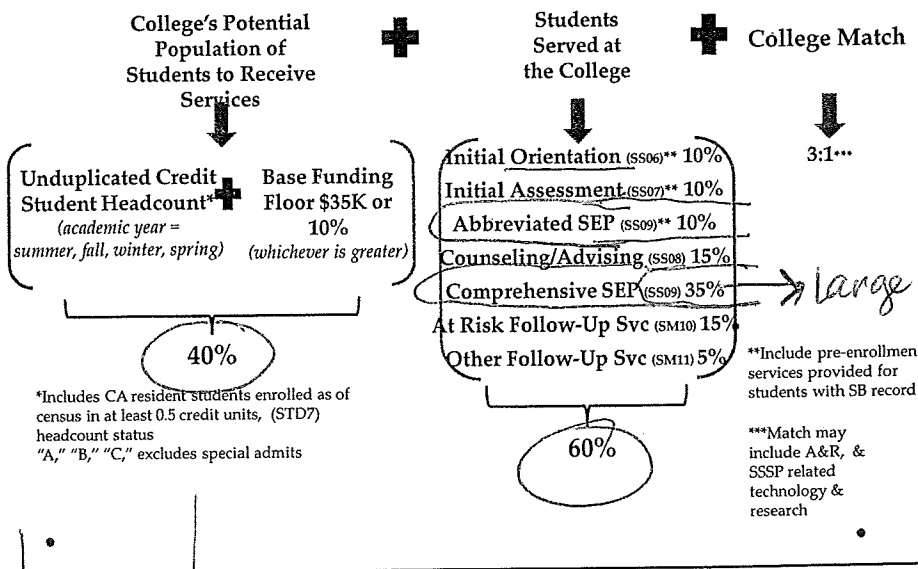 College's Potential
Population of
Students to Receive
Services
Students
Served at
the College
College Match
Unduplicated Credit
Student Headcount*
(academic year =
summer, fall, winter, spring)
Base Funding
Floor $35K or
10%
(whichever is greater)
40%
*Includes CA resident students enrolled as of
census in at least 0.5 credit units, (STD7)
headcount status
"A," "B," "C," excludes special admits
Initial Orientation (SS06)** 10%
Initial Assessment (SS07)** 10%
Abbreviated SEP (SS09)** 10%
Counseling/Advising (SS08) 15%
Comprehensive SEP (SS09) 35%
At Risk Follow-Up Svc (SM10) 15%
Other Follow-Up Svc (SM11) 5%
60%
3:1***
Large
**Include pre-enrollmen
services provided for
students with SB record
***Match may
include A&R, &
SSSP related
technology &
research